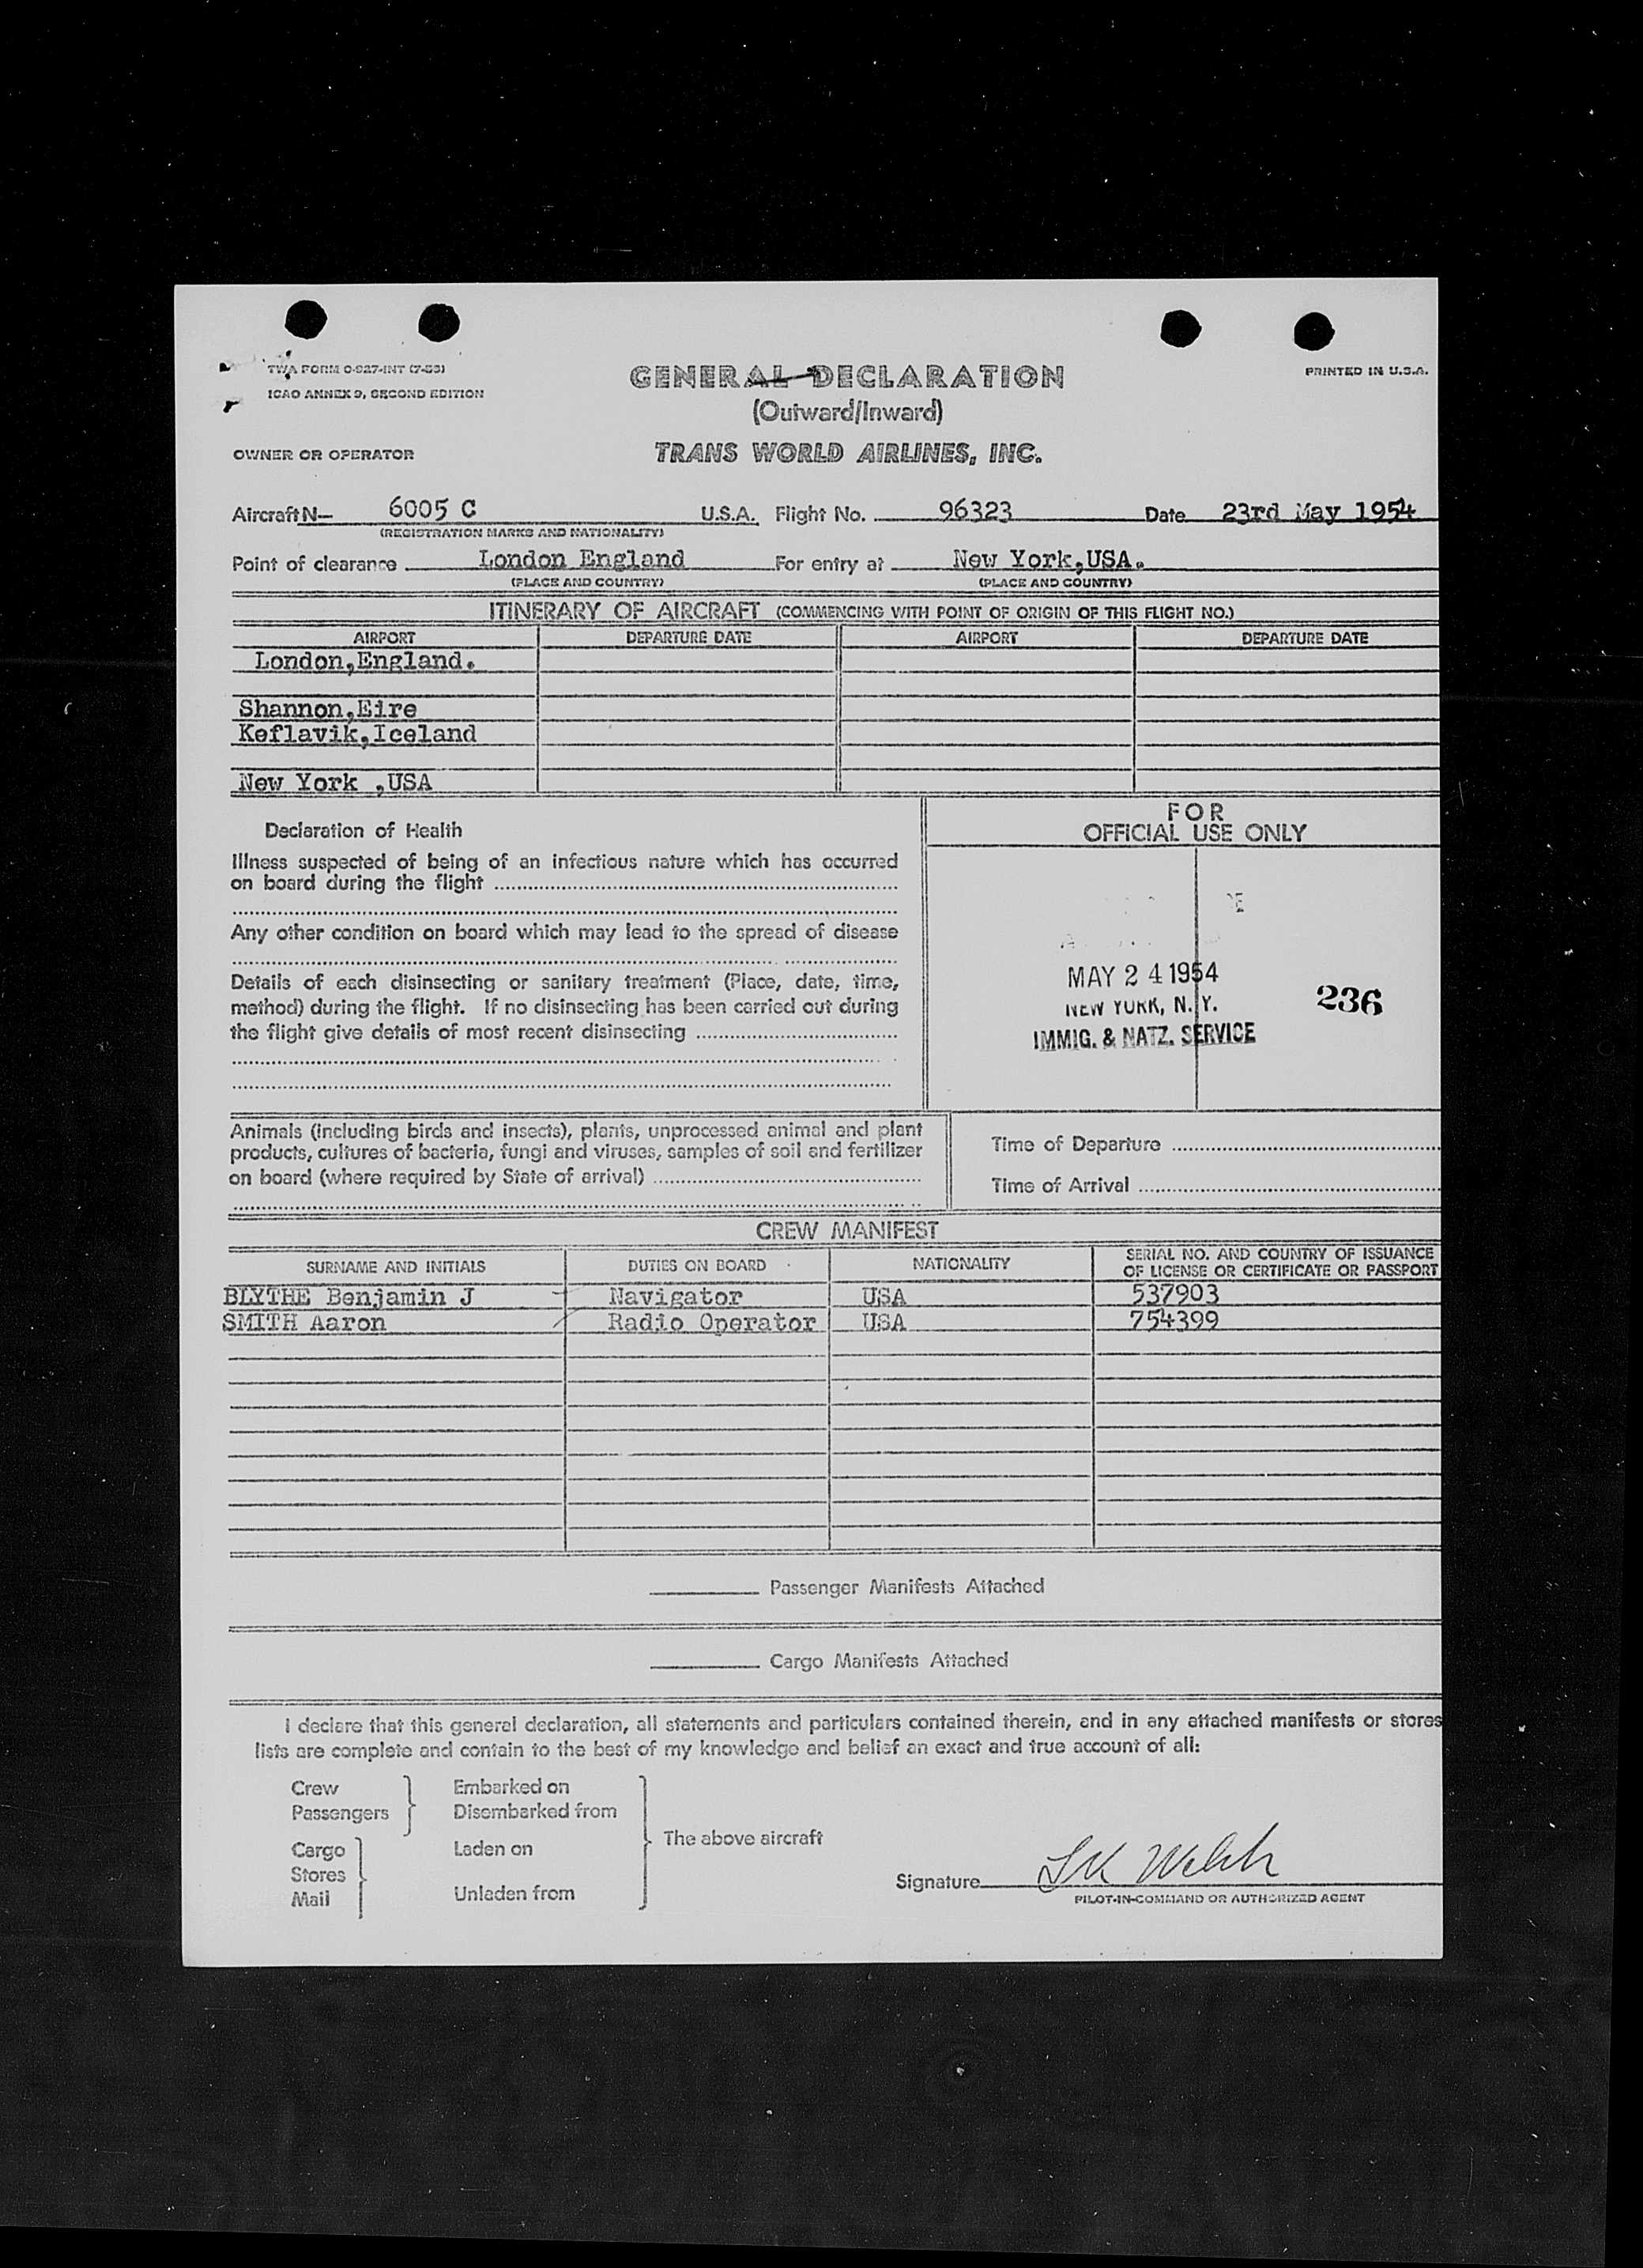 TWA FORM O-927-INT (7-53)
ICAO ANNEX 9, SECOND EDITION
GENERAL DECLARATION
(Outward/Inward)
PRINTED IN U.S.A.
OWNER OR OPERATOR
TRANS WORLD AIRLINES, INC.
Aircraft N— 6005 C U.S.A. Flight No. 96323 Date 23rd May 1954
(REGISTRATION MARKS AND NATIONALITY)
Point of clearance London England For entry at New York,USA.
(PLACE AND COUNTRY) (PLACE AND COUNTRY)
ITINERARY OF AIRCRAFT (COMMENCING WITH POINT OF ORIGIN OF THIS FLIGHT NO.)
AIRPORT DEPARTURE DATE AIRPORT DEPARTURE DATE
London,England.
Shannon,Eire
Keflavik,Iceland
New York ,USA
Declaration of Health
Illness suspected of being of an infectious nature which has occurred
on board during the flight
Any other condition on board which may lead to the spread of disease
Details of each disinsecting or sanitary treatment (Place, date, time,
method) during the flight. If no disinsecting has been carried out during
the flight give details of most recent disinsecting
FOR
OFFICIAL USE ONLY
MAY 24 1954
NEW YORK, N. Y.
IMMIG. & NATZ. SERVICE
236
Animals (including birds and insects), plants, unprocessed animal and plant
products, cultures of bacteria, fungi and viruses, samples of soil and fertilizer
on board (where required by State of arrival)
Time of Departure
Time of Arrival
CREW MANIFEST
SURNAME AND INITIALS DUTIES ON BOARD NATIONALITY SERIAL NO. AND COUNTRY OF ISSUANCE
OF LICENSE OR CERTIFICATE OR PASSPORT
BLYTHE Benjamin J Navigator USA 537903
SMITH Aaron Radio Operator USA 754399
Passenger Manifests Attached
Cargo Manifests Attached
I declare that this general declaration, all statements and particulars contained therein, and in any attached manifests or stores
lists are complete and contain to the best of my knowledge and belief an exact and true account of all:
Crew Embarked on
Passengers Disembarked from
The above aircraft
Cargo Laden on
Stores
Mail Unladen from
Signature LK Welch
PILOT-IN-COMMAND OR AUTHORIZED AGENT